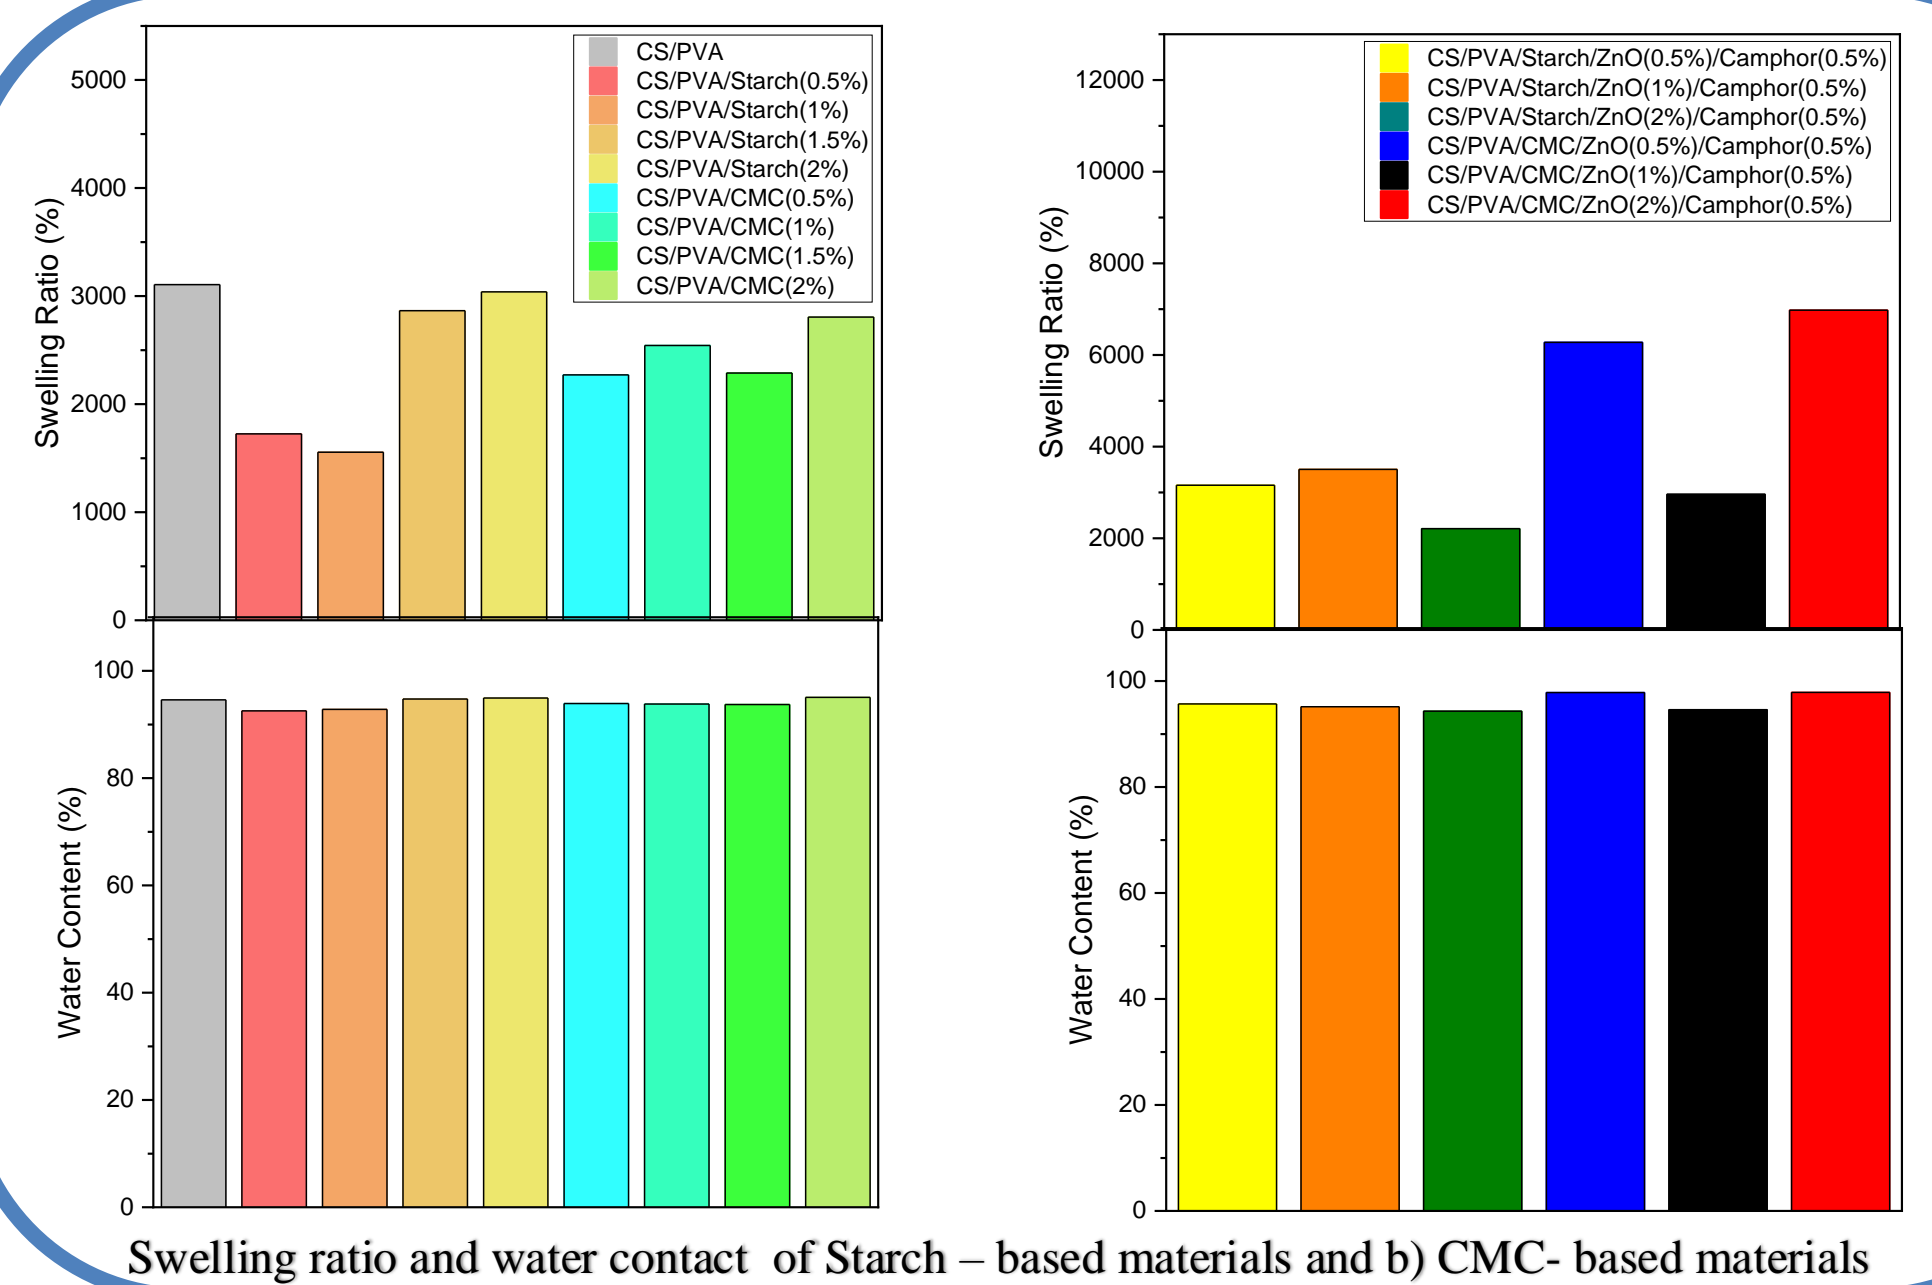 5000
4000
3000
2000
1000
0
Swelling Ratio (%)
CS/PVA
CS/PVA/Starch(0.5%)
CS/PVA/Starch(1%)
CS/PVA/Starch(1.5%)
CS/PVA/Starch(2%)
CS/PVA/CMC(0.5%)
CS/PVA/CMC(1%)
CS/PVA/CMC(1.5%)
CS/PVA/CMC(2%)
100
80
60
40
20
0
Water Content (%)
12000
10000
8000
6000
4000
2000
0
Swelling Ratio (%)
CS/PVA/Starch/ZnO(0.5%)/Camphor(0.5%)
CS/PVA/Starch/ZnO(1%)/Camphor(0.5%)
CS/PVA/Starch/ZnO(2%)/Camphor(0.5%)
CS/PVA/CMC/ZnO(0.5%)/Camphor(0.5%)
CS/PVA/CMC/ZnO(1%)/Camphor(0.5%)
CS/PVA/CMC/ZnO(2%)/Camphor(0.5%)
100
80
60
40
20
0
Water Content (%)
Swelling ratio and water contact  of Starch – based materials and b) CMC- based materials